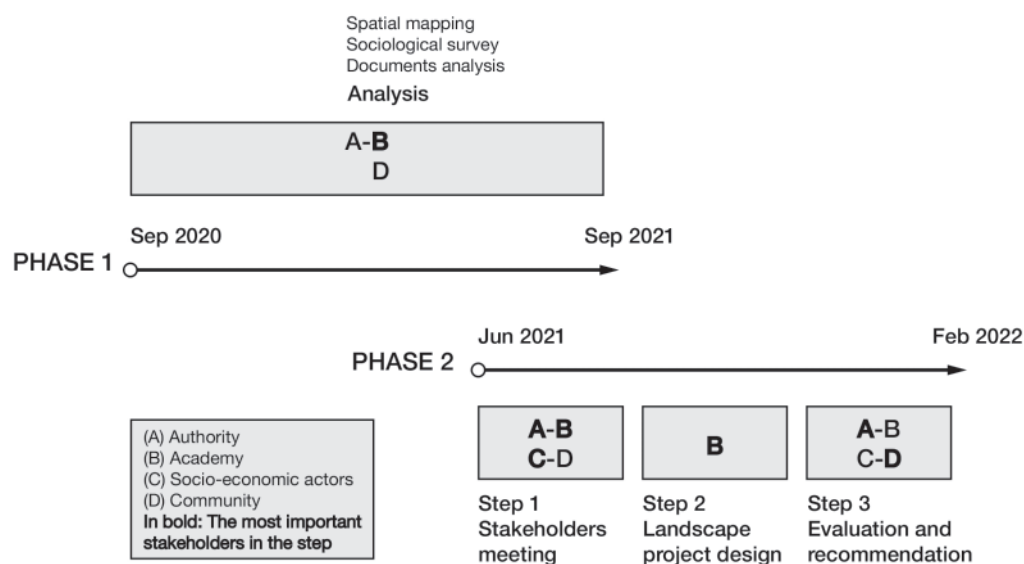 Spatial mapping
Sociological survey
Documents analysis
Analysis
A-B
D
Sep 2020
Sep 2021
PHASE 1
Jun 2021
Feb 2022
PHASE 2
(A) Authority
(B) Academy
(C) Socio-economic actors
(D) Community
In bold: The most important
stakeholders in the step
A-B
C-D
Step 1
Stakeholders
meeting
B
Step 2
Landscape
project design
A-B
C-D
Step 3
Evaluation and
recommendation